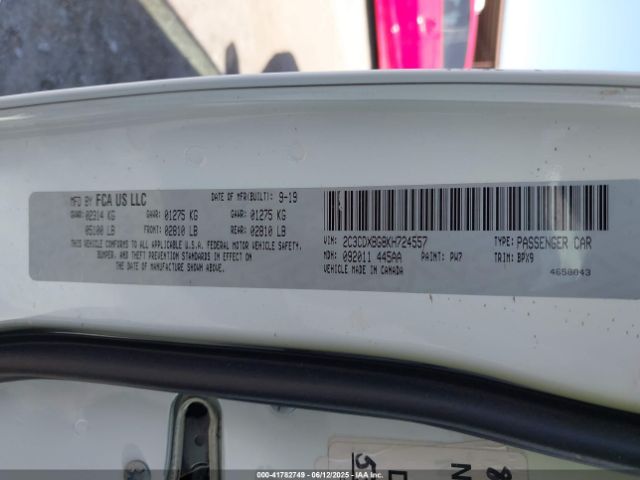 MFD BY FCA US LLC DATE OF MFR(BUILT): 9-19
GVWR: 02314 KG GAWR: 01275 KG GAWR: 01275 KG
05100 LB FRONT: 02810 LB REAR: 02810 LB
THIS VEHICLE CONFORMS TO ALL APPLICABLE U.S.A. FEDERAL MOTOR VEHICLE SAFETY,
BUMPER, AND THEFT PREVENTION STANDARDS IN EFFECT ON
THE DATE OF MANUFACTURE SHOWN ABOVE.
VIN: 2C3CDXBG8KH724557 TYPE: PASSENGER CAR
MDH: 092011 445AA PAINT: PW7 TRIM: BPX9
VEHICLE MADE IN CANADA 4658043
000-41782749 - 06/12/2025 - IMPACT AUTO AUCTIONS